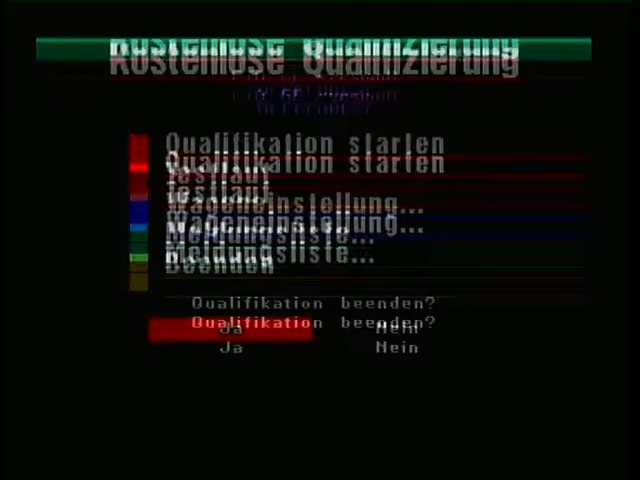 Kostenlose Qualifizierung
Qualifikation starten
Qualifikation starten
Testlauf
Testlauf
Wageneinstellung...
Wageneinstellung...
Meldungsliste...
Meldungsliste...
Beenden
Qualifikation beenden?
Qualifikation beenden?
Ja Nein
Ja Nein